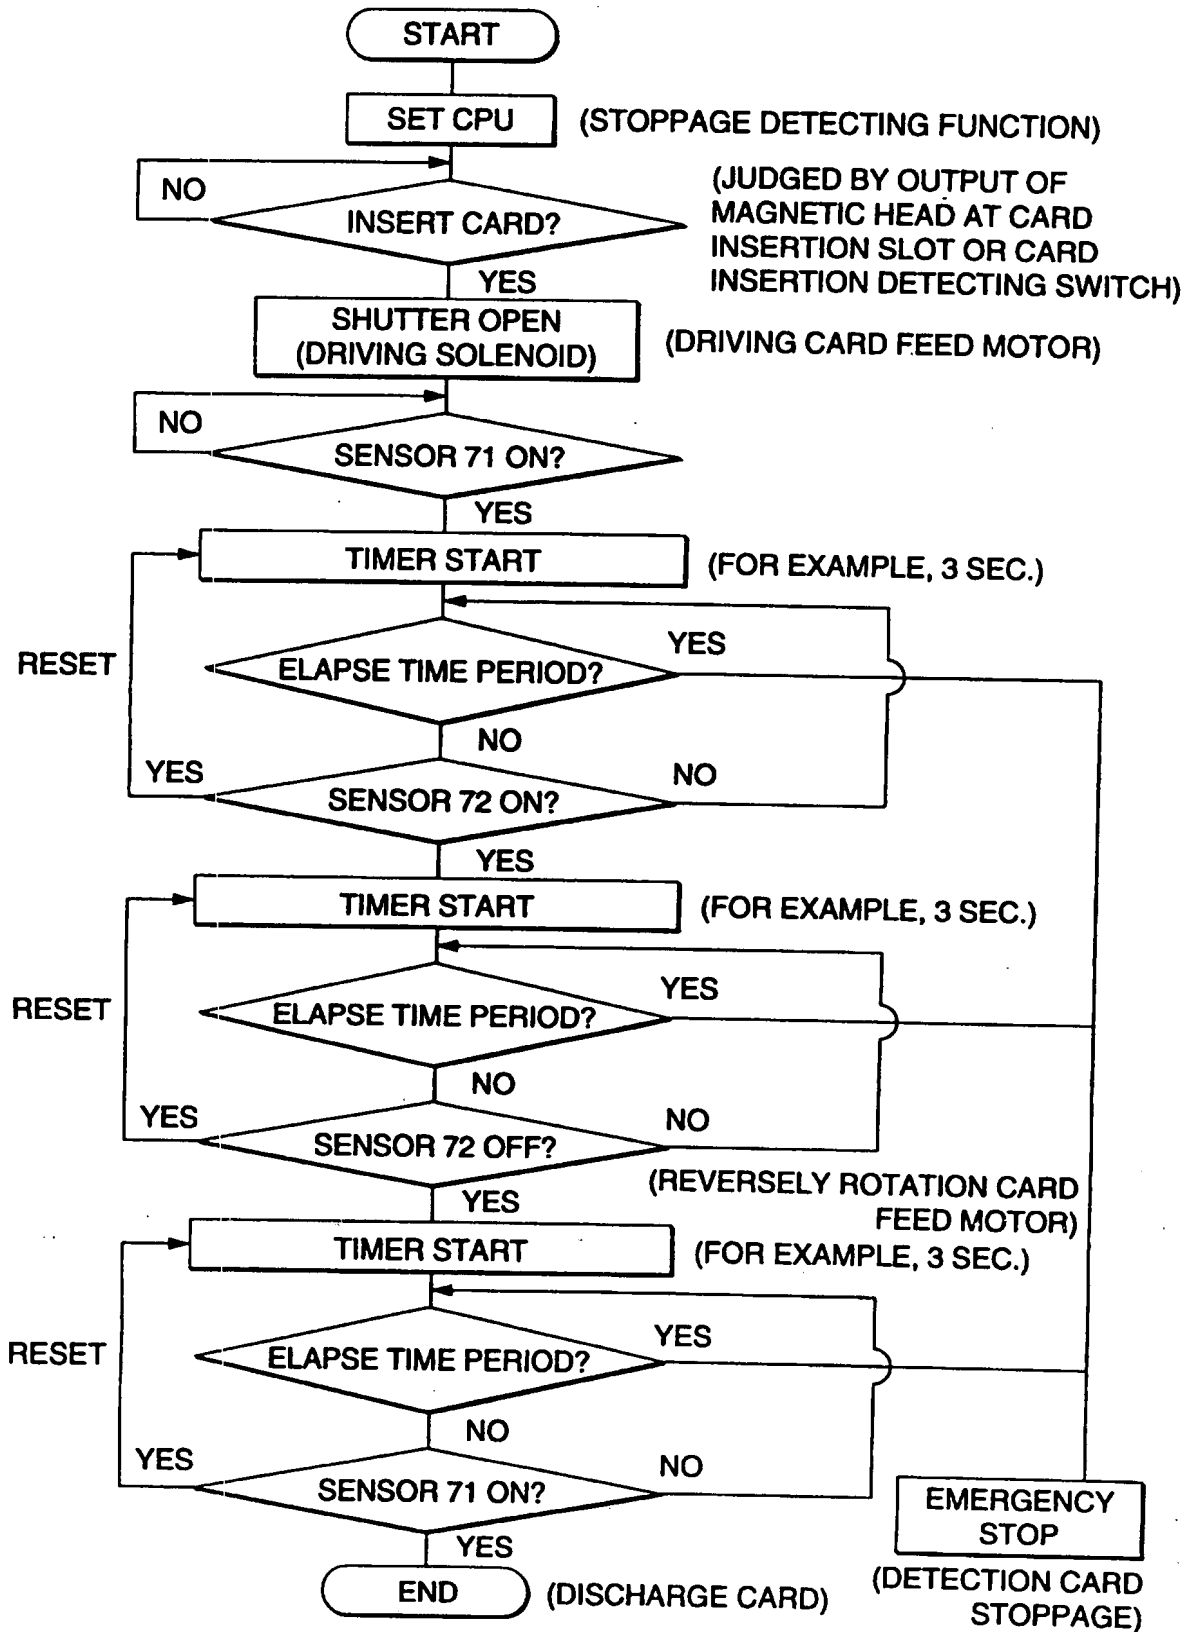 START
SET CPU
(STOPPAGE DETECTING FUNCTION)
NO
INSERT CARD?
(JUDGED BY OUTPUT OF
MAGNETIC HEAD AT CARD
INSERTION SLOT OR CARD
INSERTION DETECTING SWITCH)
YES
SHUTTER OPEN
(DRIVING SOLENOID)
(DRIVING CARD FEED MOTOR)
NO
SENSOR 71 ON?
YES
TIMER START
(FOR EXAMPLE, 3 SEC.)
RESET
ELAPSE TIME PERIOD?
YES
NO
YES
SENSOR 72 ON?
NO
YES
TIMER START
(FOR EXAMPLE, 3 SEC.)
RESET
ELAPSE TIME PERIOD?
YES
NO
YES
SENSOR 72 OFF?
NO
YES
(REVERSELY ROTATION CARD
FEED MOTOR)
TIMER START
(FOR EXAMPLE, 3 SEC.)
RESET
ELAPSE TIME PERIOD?
YES
NO
YES
SENSOR 71 ON?
NO
YES
EMERGENCY
STOP
(DETECTION CARD
STOPPAGE)
END
(DISCHARGE CARD)